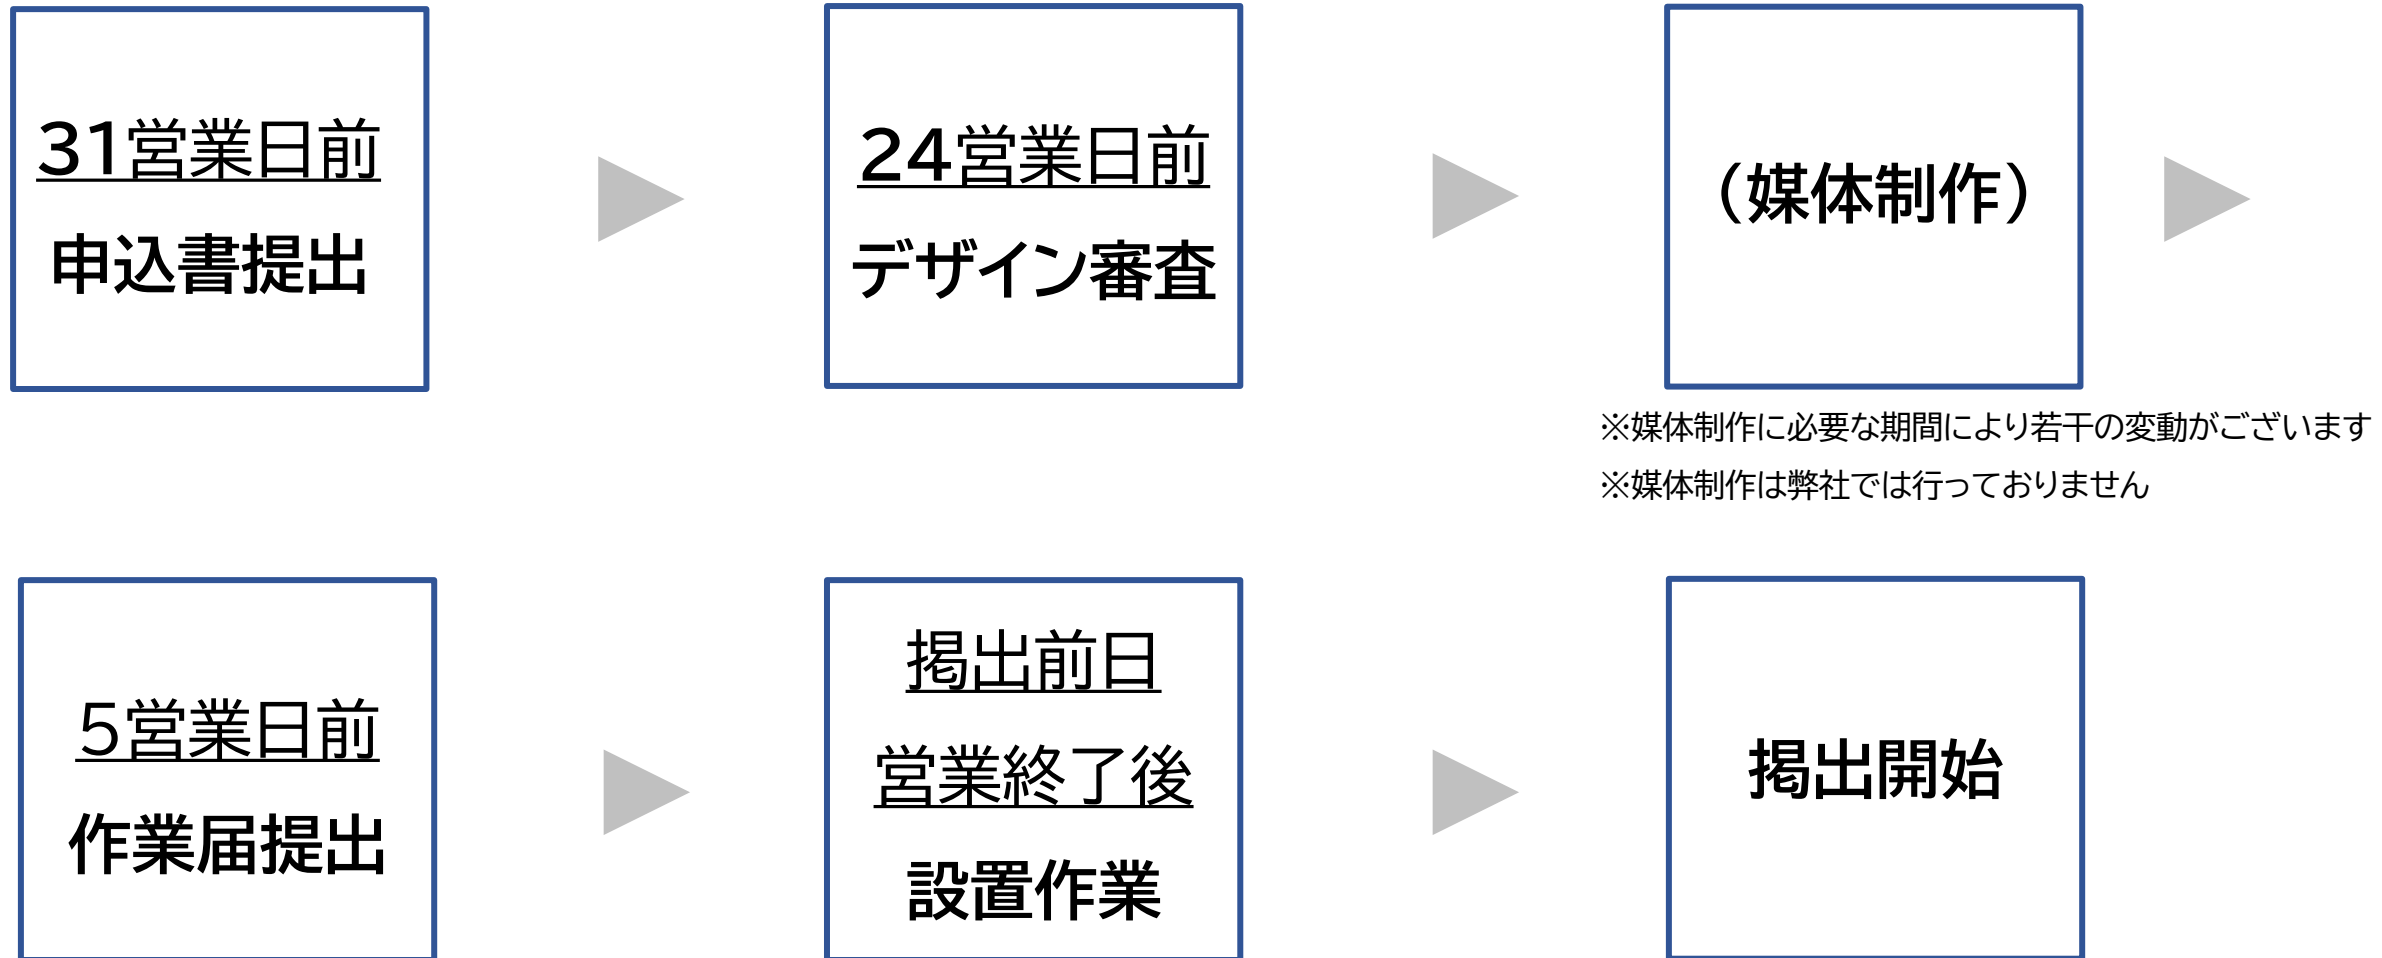 31営業日前
申込書提出
24営業日前
デザイン審査
（媒体制作）
※媒体制作に必要な期間により若干の変動がございます
※媒体制作は弊社では行っておりません
5営業日前
作業届提出
掲出前日
営業終了後
設置作業
掲出開始